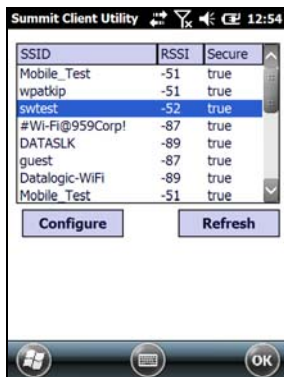 Summit Client Utility 12:54
SSID RSSI Secure
Mobile_Test -51 true
wpatkip -51 true
swtest -52 true
#Wi-Fi@959Corp! -87 true
DATASLK -89 true
guest -87 true
Datalogic-WiFi -89 true
Mobile_Test -51 true
Configure Refresh
OK